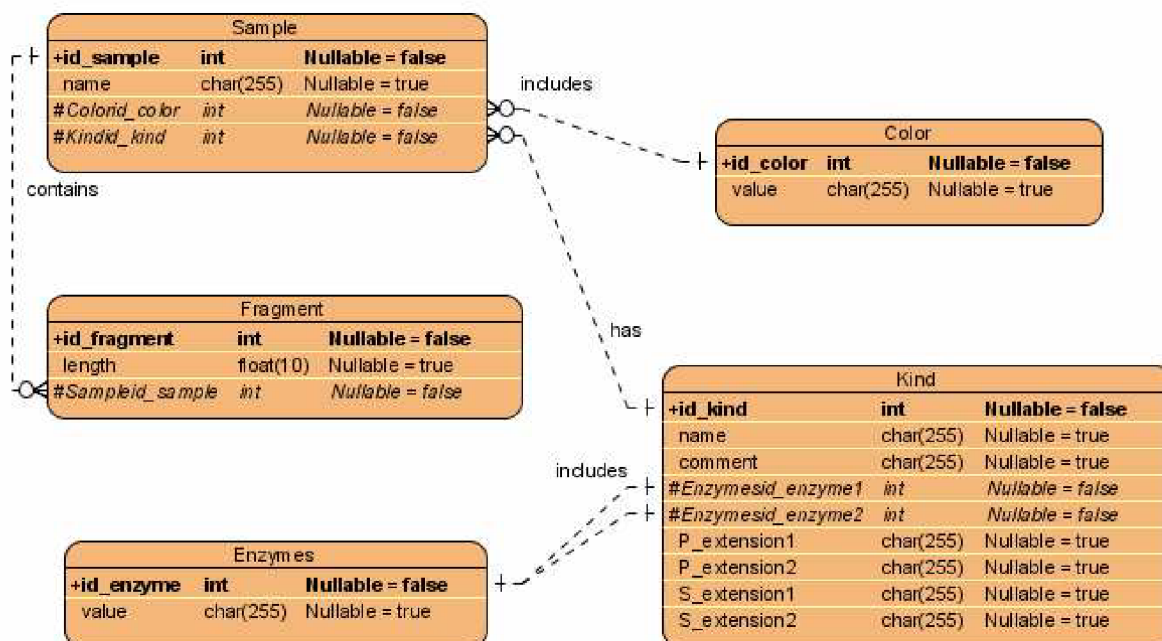 Sample
+id_sample int Nullable = false
name char(255) Nullable = true
#Colorid_color int Nullable = false
#Kindid_kind int Nullable = false
includes
Color
+id_color int Nullable = false
value char(255) Nullable = true
contains
Fragment
+id_fragment int Nullable = false
length float(10) Nullable = true
#Sampleid_sample int Nullable = false
has
Kind
+id_kind int Nullable = false
name char(255) Nullable = true
comment char(255) Nullable = true
#Enzymesid_enzyme1 int Nullable = false
#Enzymesid_enzyme2 int Nullable = false
P_extension1 char(255) Nullable = true
P_extension2 char(255) Nullable = true
S_extension1 char(255) Nullable = true
S_extension2 char(255) Nullable = true
includes
Enzymes
+id_enzyme int Nullable = false
value char(255) Nullable = true